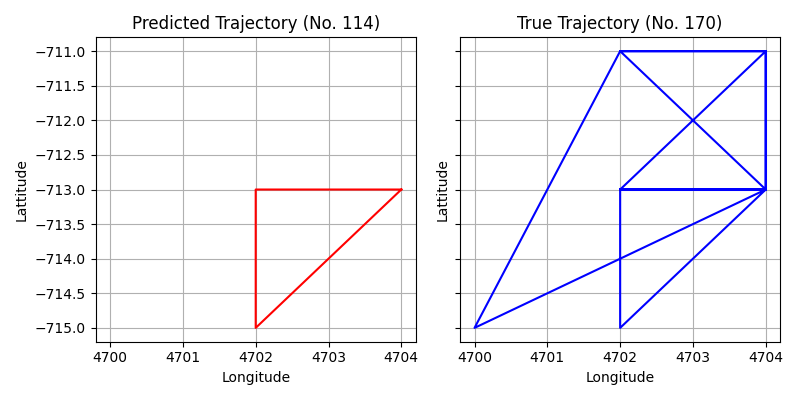 Predicted Trajectory (No. 114)
True Trajectory (No. 170)
−711.0
−711.5
−712.0
−712.5
−713.0
−713.5
−714.0
−714.5
−715.0
Lattitude
Lattitude
4700 4701 4702 4703 4704
4700 4701 4702 4703 4704
Longitude
Longitude